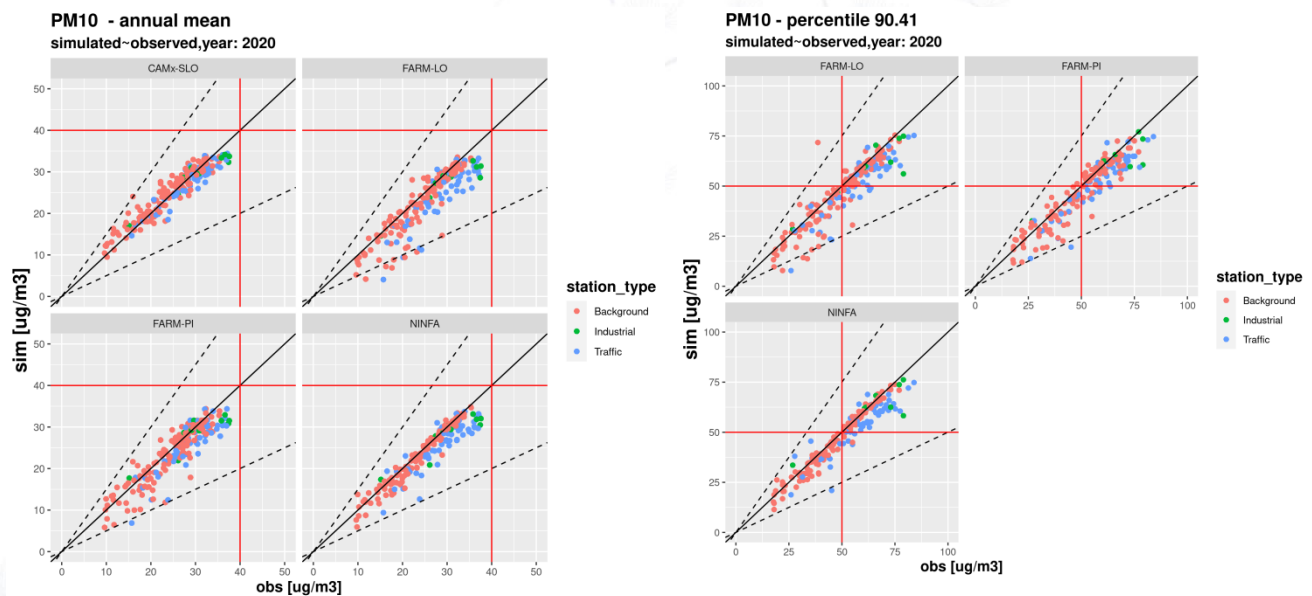 PM10 - annual mean
simulated~observed,year: 2020
CAMx-SLO
FARM-LO
50
40
30
20
10
0
FARM-PI
NINFA
50
40
30
20
10
0
0 10 20 30 40 50
0 10 20 30 40 50
sim [ug/m3]
obs [ug/m3]
station_type
Background
Industrial
Traffic
PM10 - percentile 90.41
simulated~observed,year: 2020
FARM-LO
FARM-PI
100
75
50
25
0
0 25 50 75 100
NINFA
100
75
50
25
0
0 25 50 75 100
sim [ug/m3]
obs [ug/m3]
station_type
Background
Industrial
Traffic